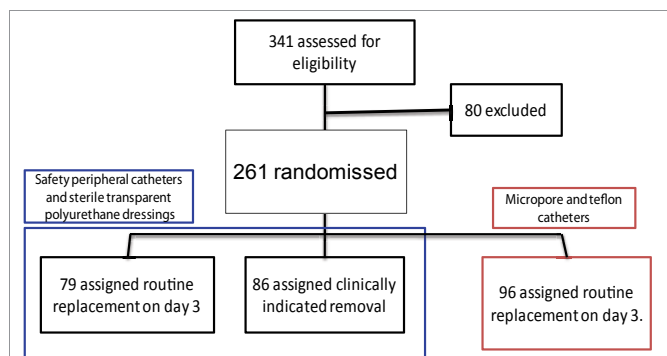 341 assessed for
eligibility
80 excluded
261 randomissed
Safety peripheral catheters
and sterile transparent
polyurethane dressings
Micropore and teflon
catheters
79 assigned routine
replacement on day 3
86 assigned clinically
indicated removal
96 assigned routine
replacement on day 3.